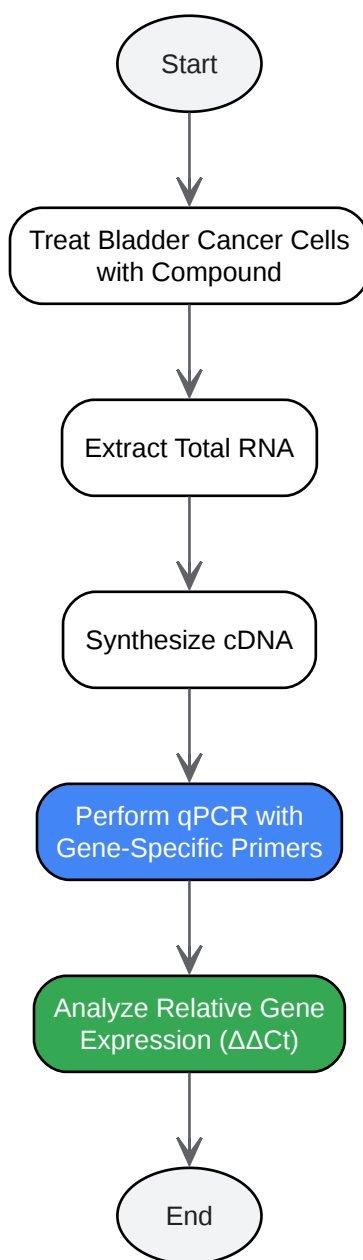 Start
Treat Bladder Cancer Cells
with Compound
Extract Total RNA
Synthesize cDNA
Perform qPCR with
Gene-Specific Primers
Analyze Relative Gene
Expression (ΔΔCt)
End